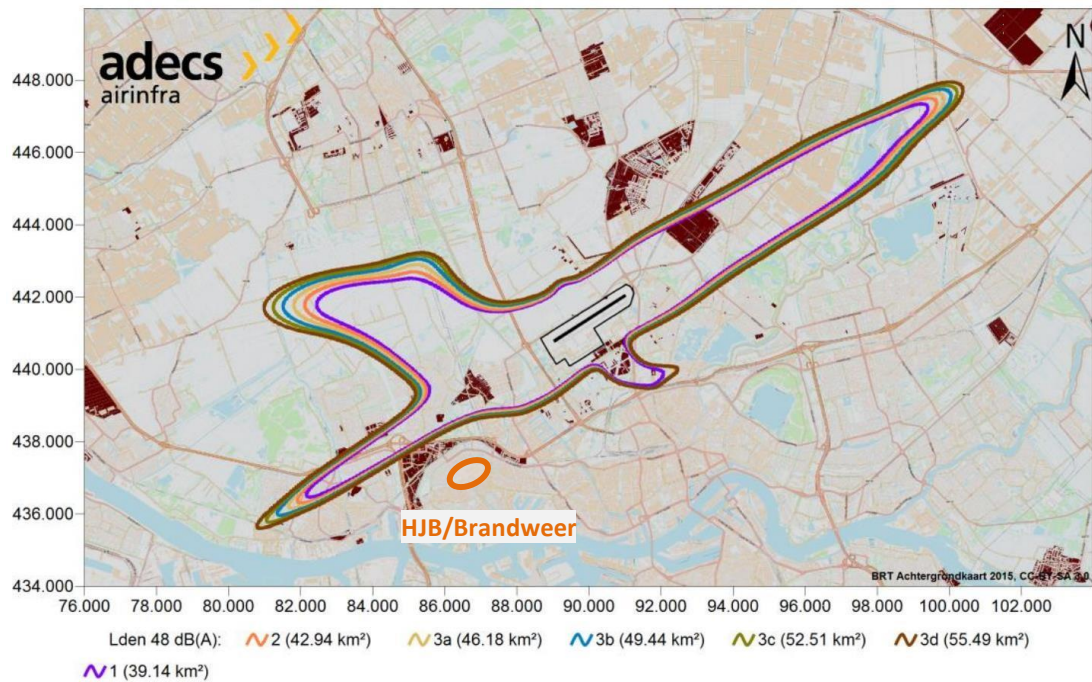 adecs
airinfra
N
448.000
446.000
444.000
442.000
440.000
438.000
436.000
434.000
HJB/Brandweer
BRT Achtergrondkaart 2015, CC-BY-SA 3.0
76.000 78.000 80.000 82.000 84.000 86.000 88.000 90.000 92.000 94.000 96.000 98.000 100.000 102.000
Lden 48 dB(A): 2 (42.94 km²) 3a (46.18 km²) 3b (49.44 km²) 3c (52.51 km²) 3d (55.49 km²)
1 (39.14 km²)